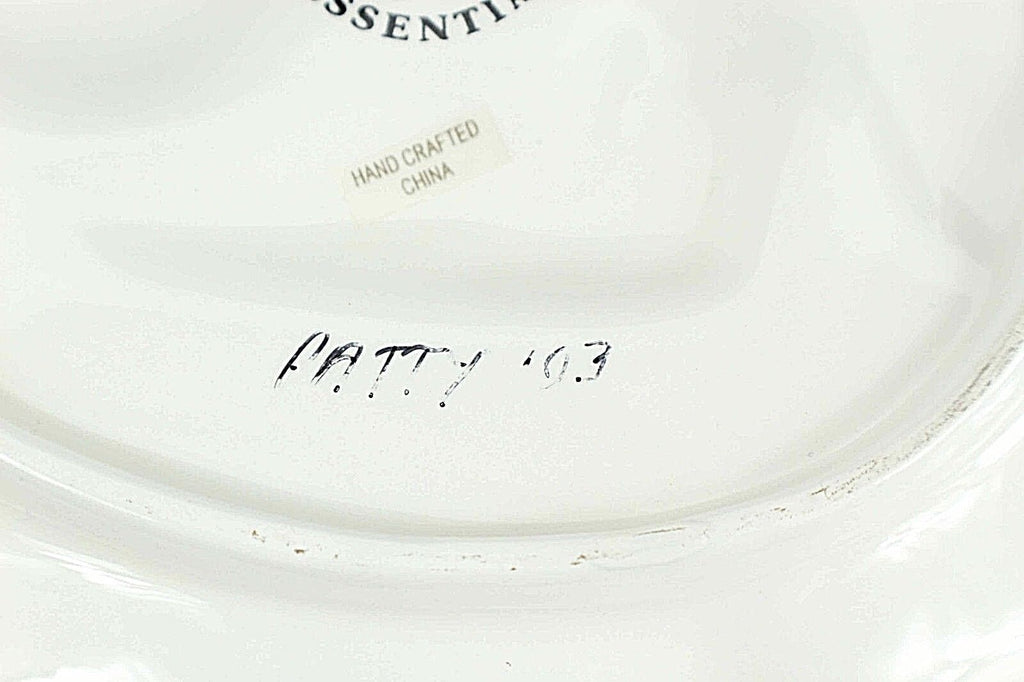 SSENTI
HAND CRAFTED
CHINA
PATTY '03